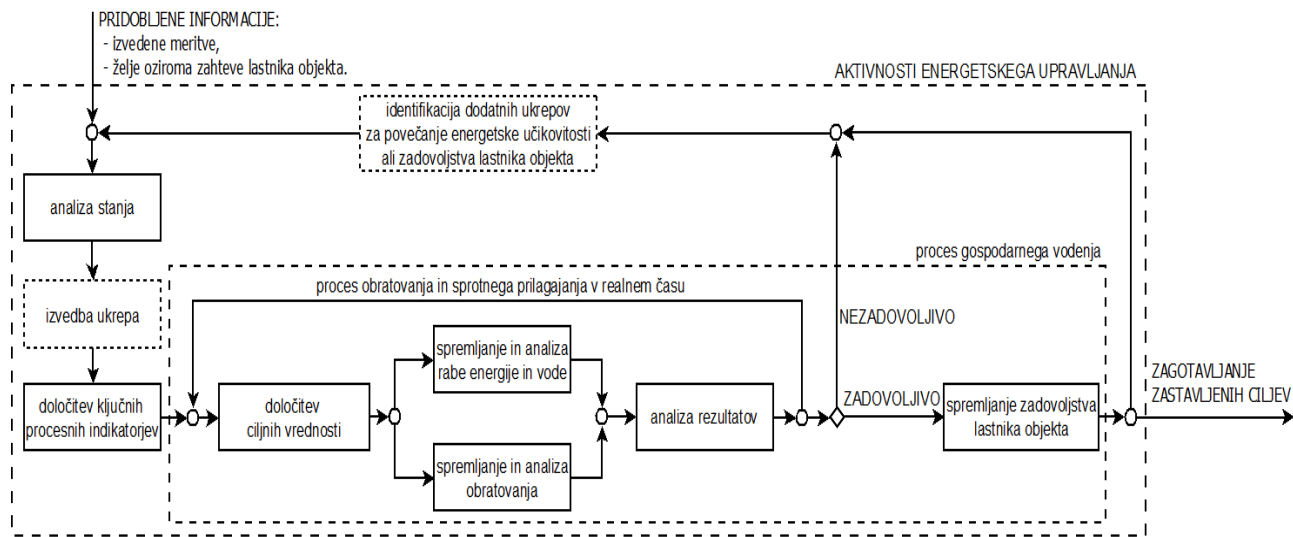 PRIDOBLJENE INFORMACIJE:
- izvedene meritve,
- želje oziroma zahteve lastnika objekta.
AKTIVNOSTI ENERGETSKEGA UPRAVLJANJA
identifikacija dodatnih ukrepov
za povečanje energetske učikovitosti
ali zadovoljstva lastnika objekta
analiza stanja
proces gospodarnega vodenja
izvedba ukrepa
proces obratovanja in sprotnega prilagajanja v realnem času
NEZADOVOLJIVO
spremljanje in analiza
rabe energije in vode
ZAGOTAVLJANJE
ZASTAVLJENIH CILJEV
določitev ključnih
procesnih indikatorjev
določitev
ciljnih vrednosti
analiza rezultatov
ZADOVOLJIVO
spremljanje zadovoljstva
lastnika objekta
spremljanje in analiza
obratovanja